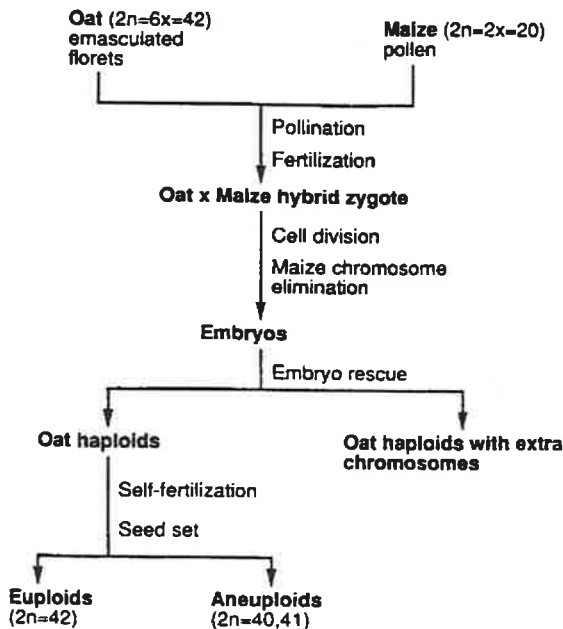 Oat (2n=6x=42)
emasculated
florets
Maize (2n=2x=20)
pollen
Pollination
Fertilization
Oat x Maize hybrid zygote
Cell division
Maize chromosome
elimination
Embryos
Embryo rescue
Oat haploids
Oat haploids with extra
chromosomes
Self-fertilization
Seed set
Euploids
(2n=42)
Aneuploids
(2n=40,41)